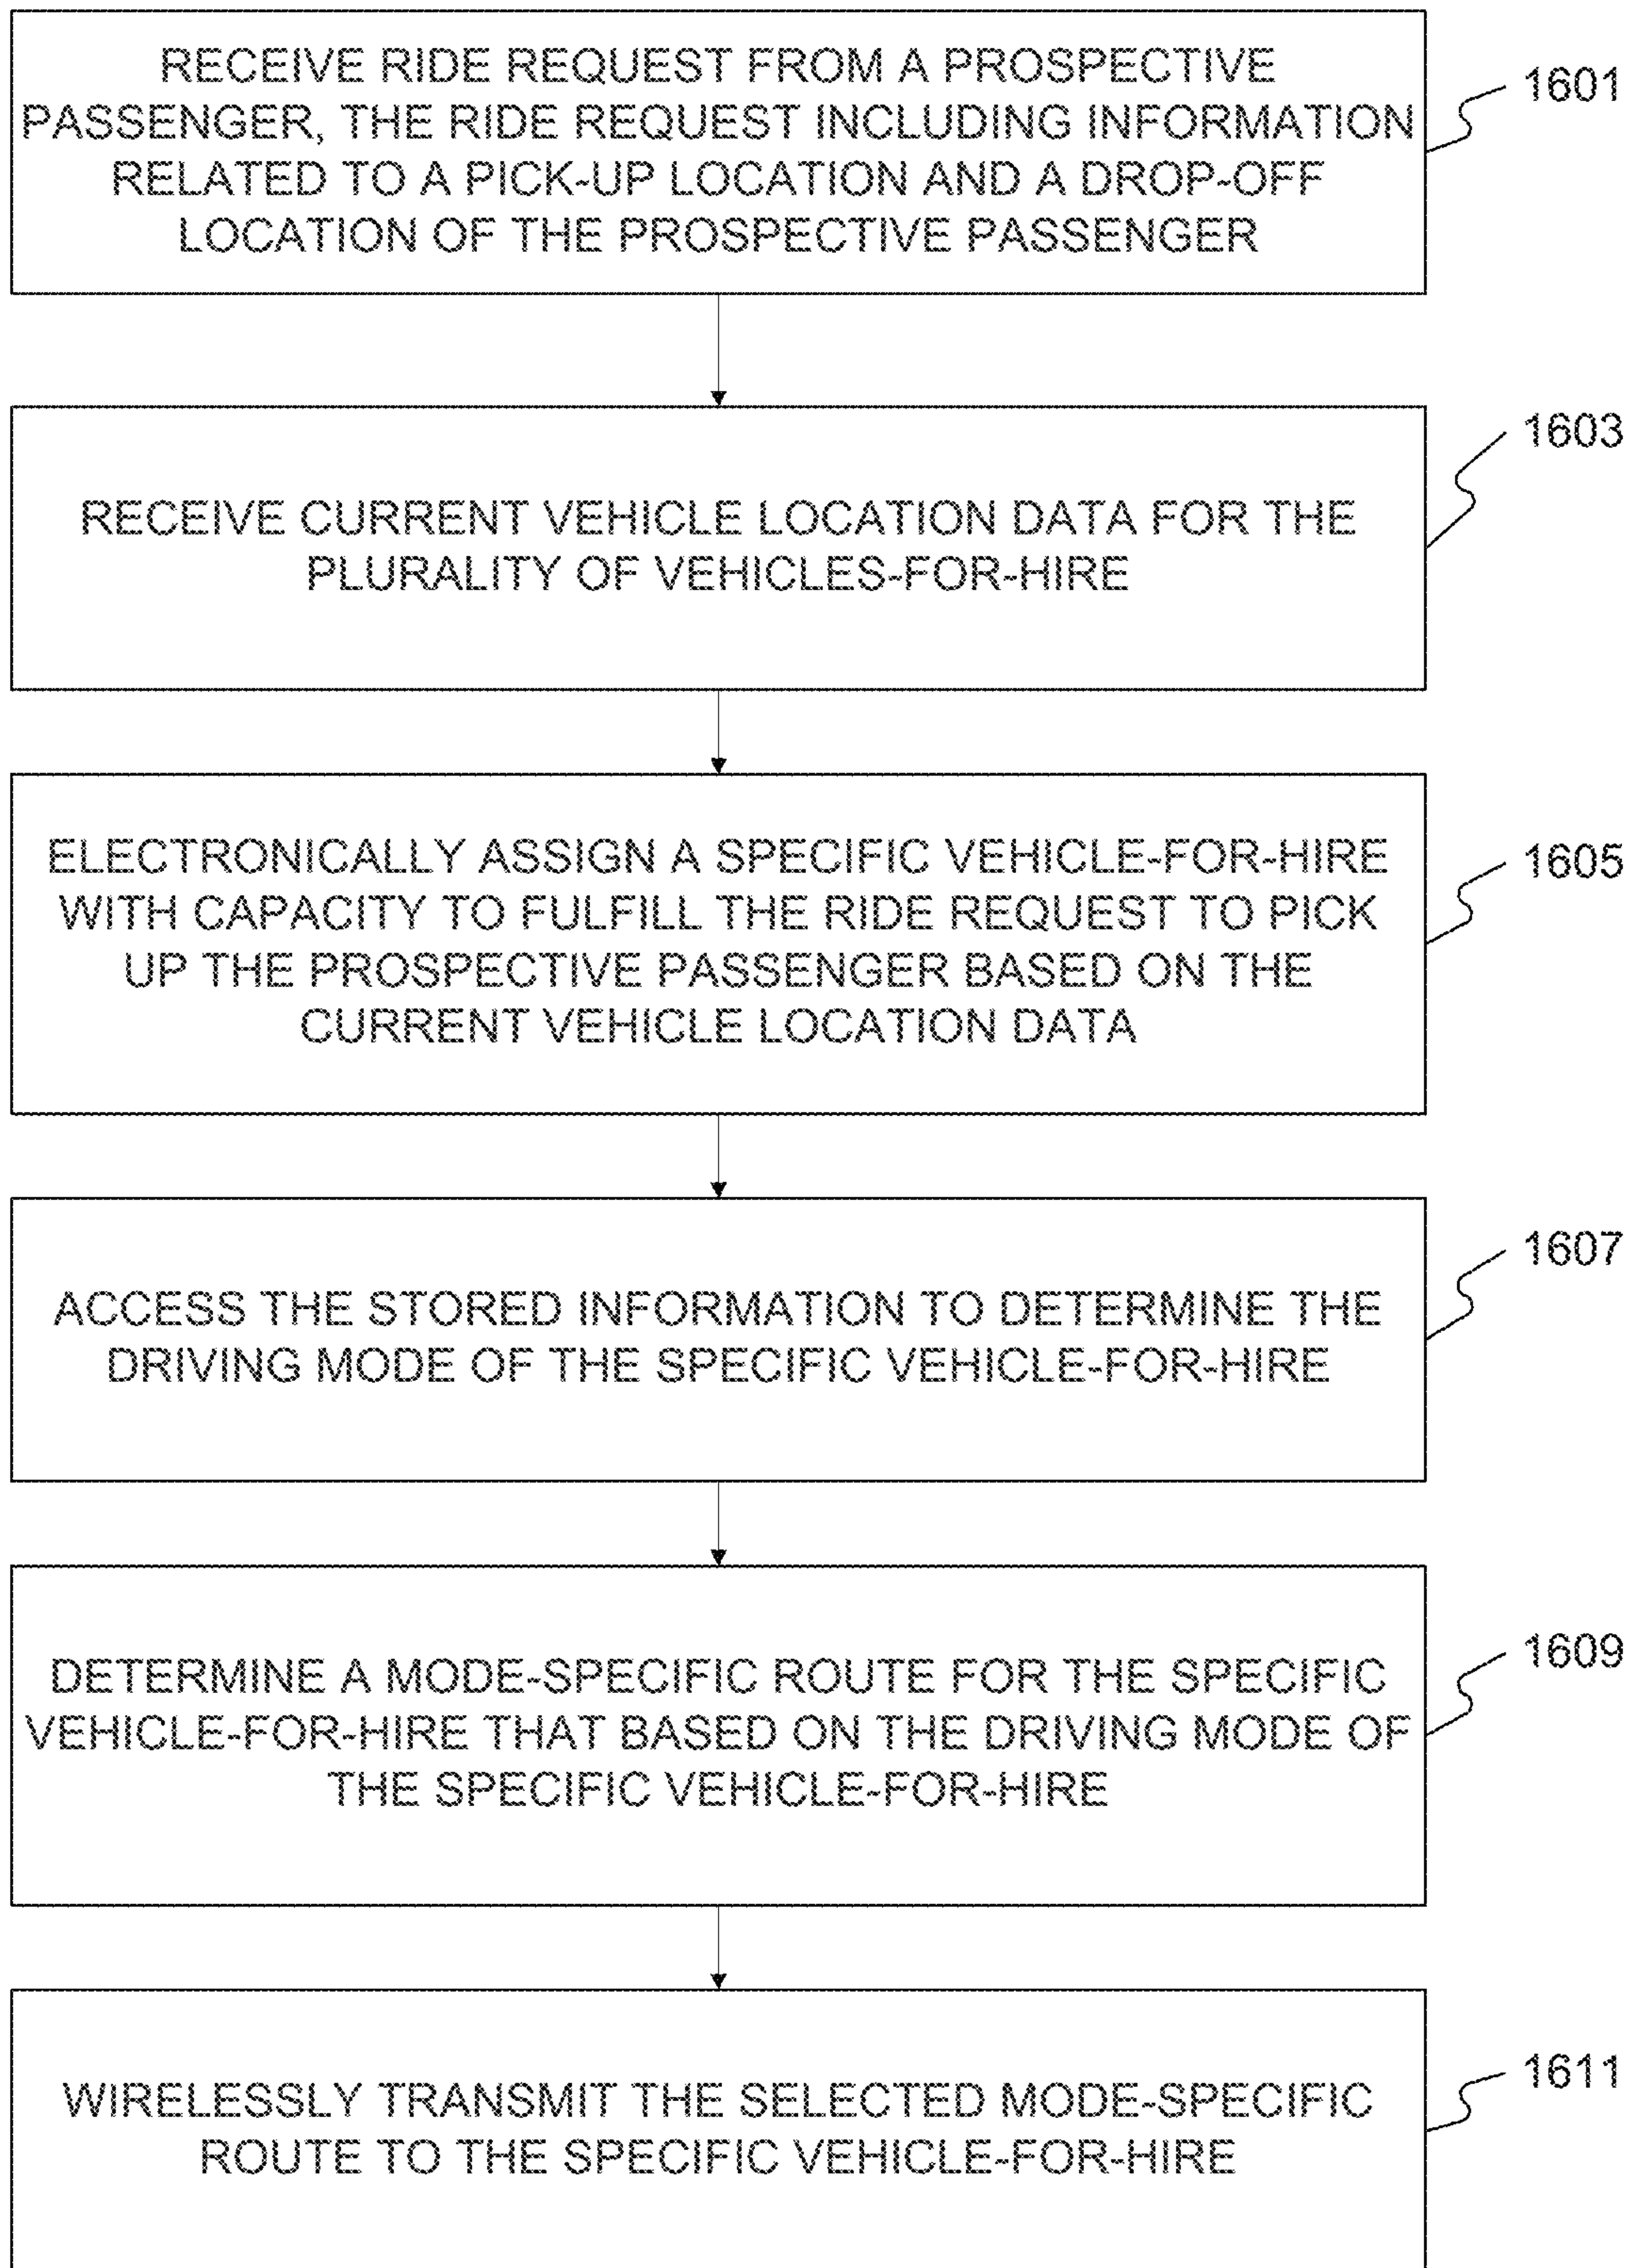 RECEIVE RIDE REQUEST FROM A PROSPECTIVE
PASSENGER, THE RIDE REQUEST INCLUDING INFORMATION
RELATED TO A PICK-UP LOCATION AND A DROP-OFF
LOCATION OF THE PROSPECTIVE PASSENGER
1601
RECEIVE CURRENT VEHICLE LOCATION DATA FOR THE
PLURALITY OF VEHICLES-FOR-HIRE
1603
ELECTRONICALLY ASSIGN A SPECIFIC VEHICLE-FOR-HIRE
WITH CAPACITY TO FULFILL THE RIDE REQUEST TO PICK
UP THE PROSPECTIVE PASSENGER BASED ON THE
CURRENT VEHICLE LOCATION DATA
1605
ACCESS THE STORED INFORMATION TO DETERMINE THE
DRIVING MODE OF THE SPECIFIC VEHICLE-FOR-HIRE
1607
DETERMINE A MODE-SPECIFIC ROUTE FOR THE SPECIFIC
VEHICLE-FOR-HIRE THAT BASED ON THE DRIVING MODE OF
THE SPECIFIC VEHICLE-FOR-HIRE
1609
WIRELESSLY TRANSMIT THE SELECTED MODE-SPECIFIC
ROUTE TO THE SPECIFIC VEHICLE-FOR-HIRE
1611